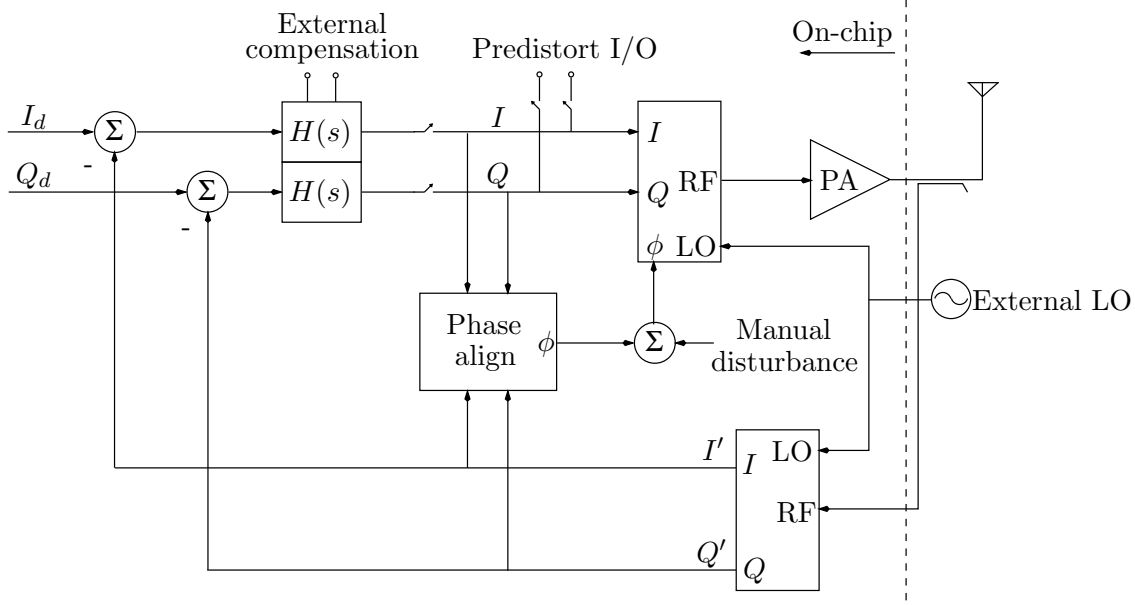 External
compensation
Predistort I/O
On-chip
I_d
Σ
H(s)
I
I
-
Q_d
Σ
H(s)
Q
Q
RF
PA
-
ϕ LO
External LO
Phase
align
ϕ
Σ
Manual
disturbance
I′
I
LO
RF
Q′
Q